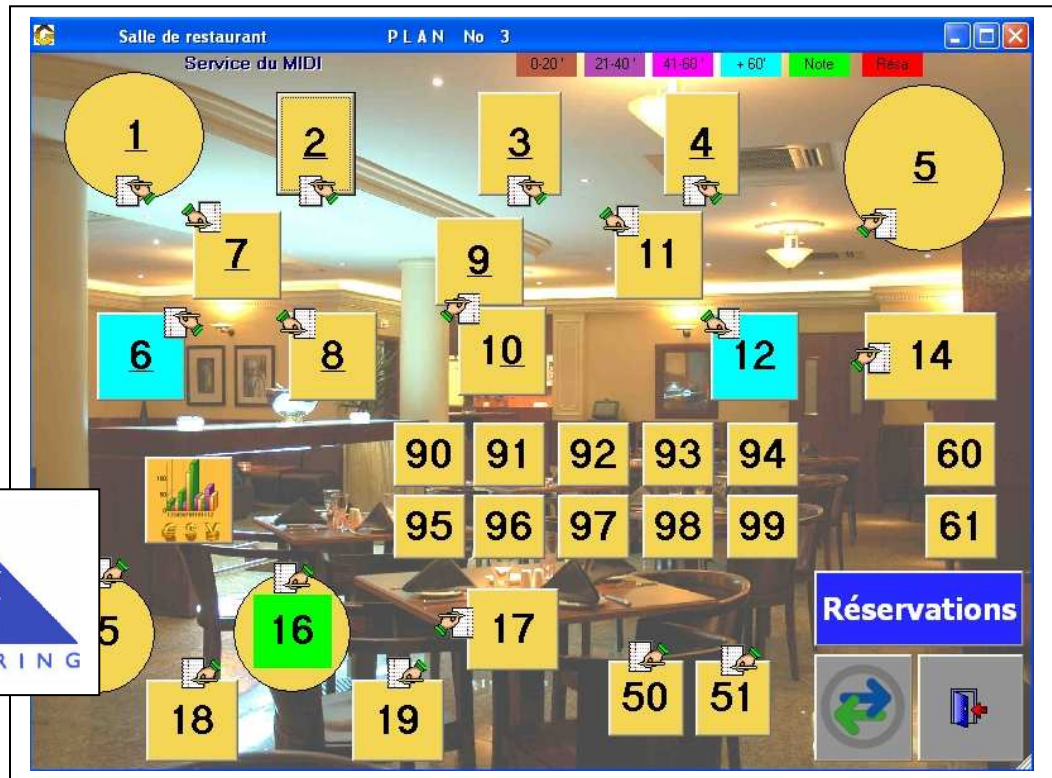 Salle de restaurant PLAN No 3
Service du MIDI 0-20 ' 21-40 ' 41-60 ' + 60' Note Résa
1 2 3 4 5
7 9 11
6 8 10 12 14
90 91 92 93 94 60
95 96 97 98 99 61
€ $ ¥
5 16 17 Réservations
RING
18 19 50 51